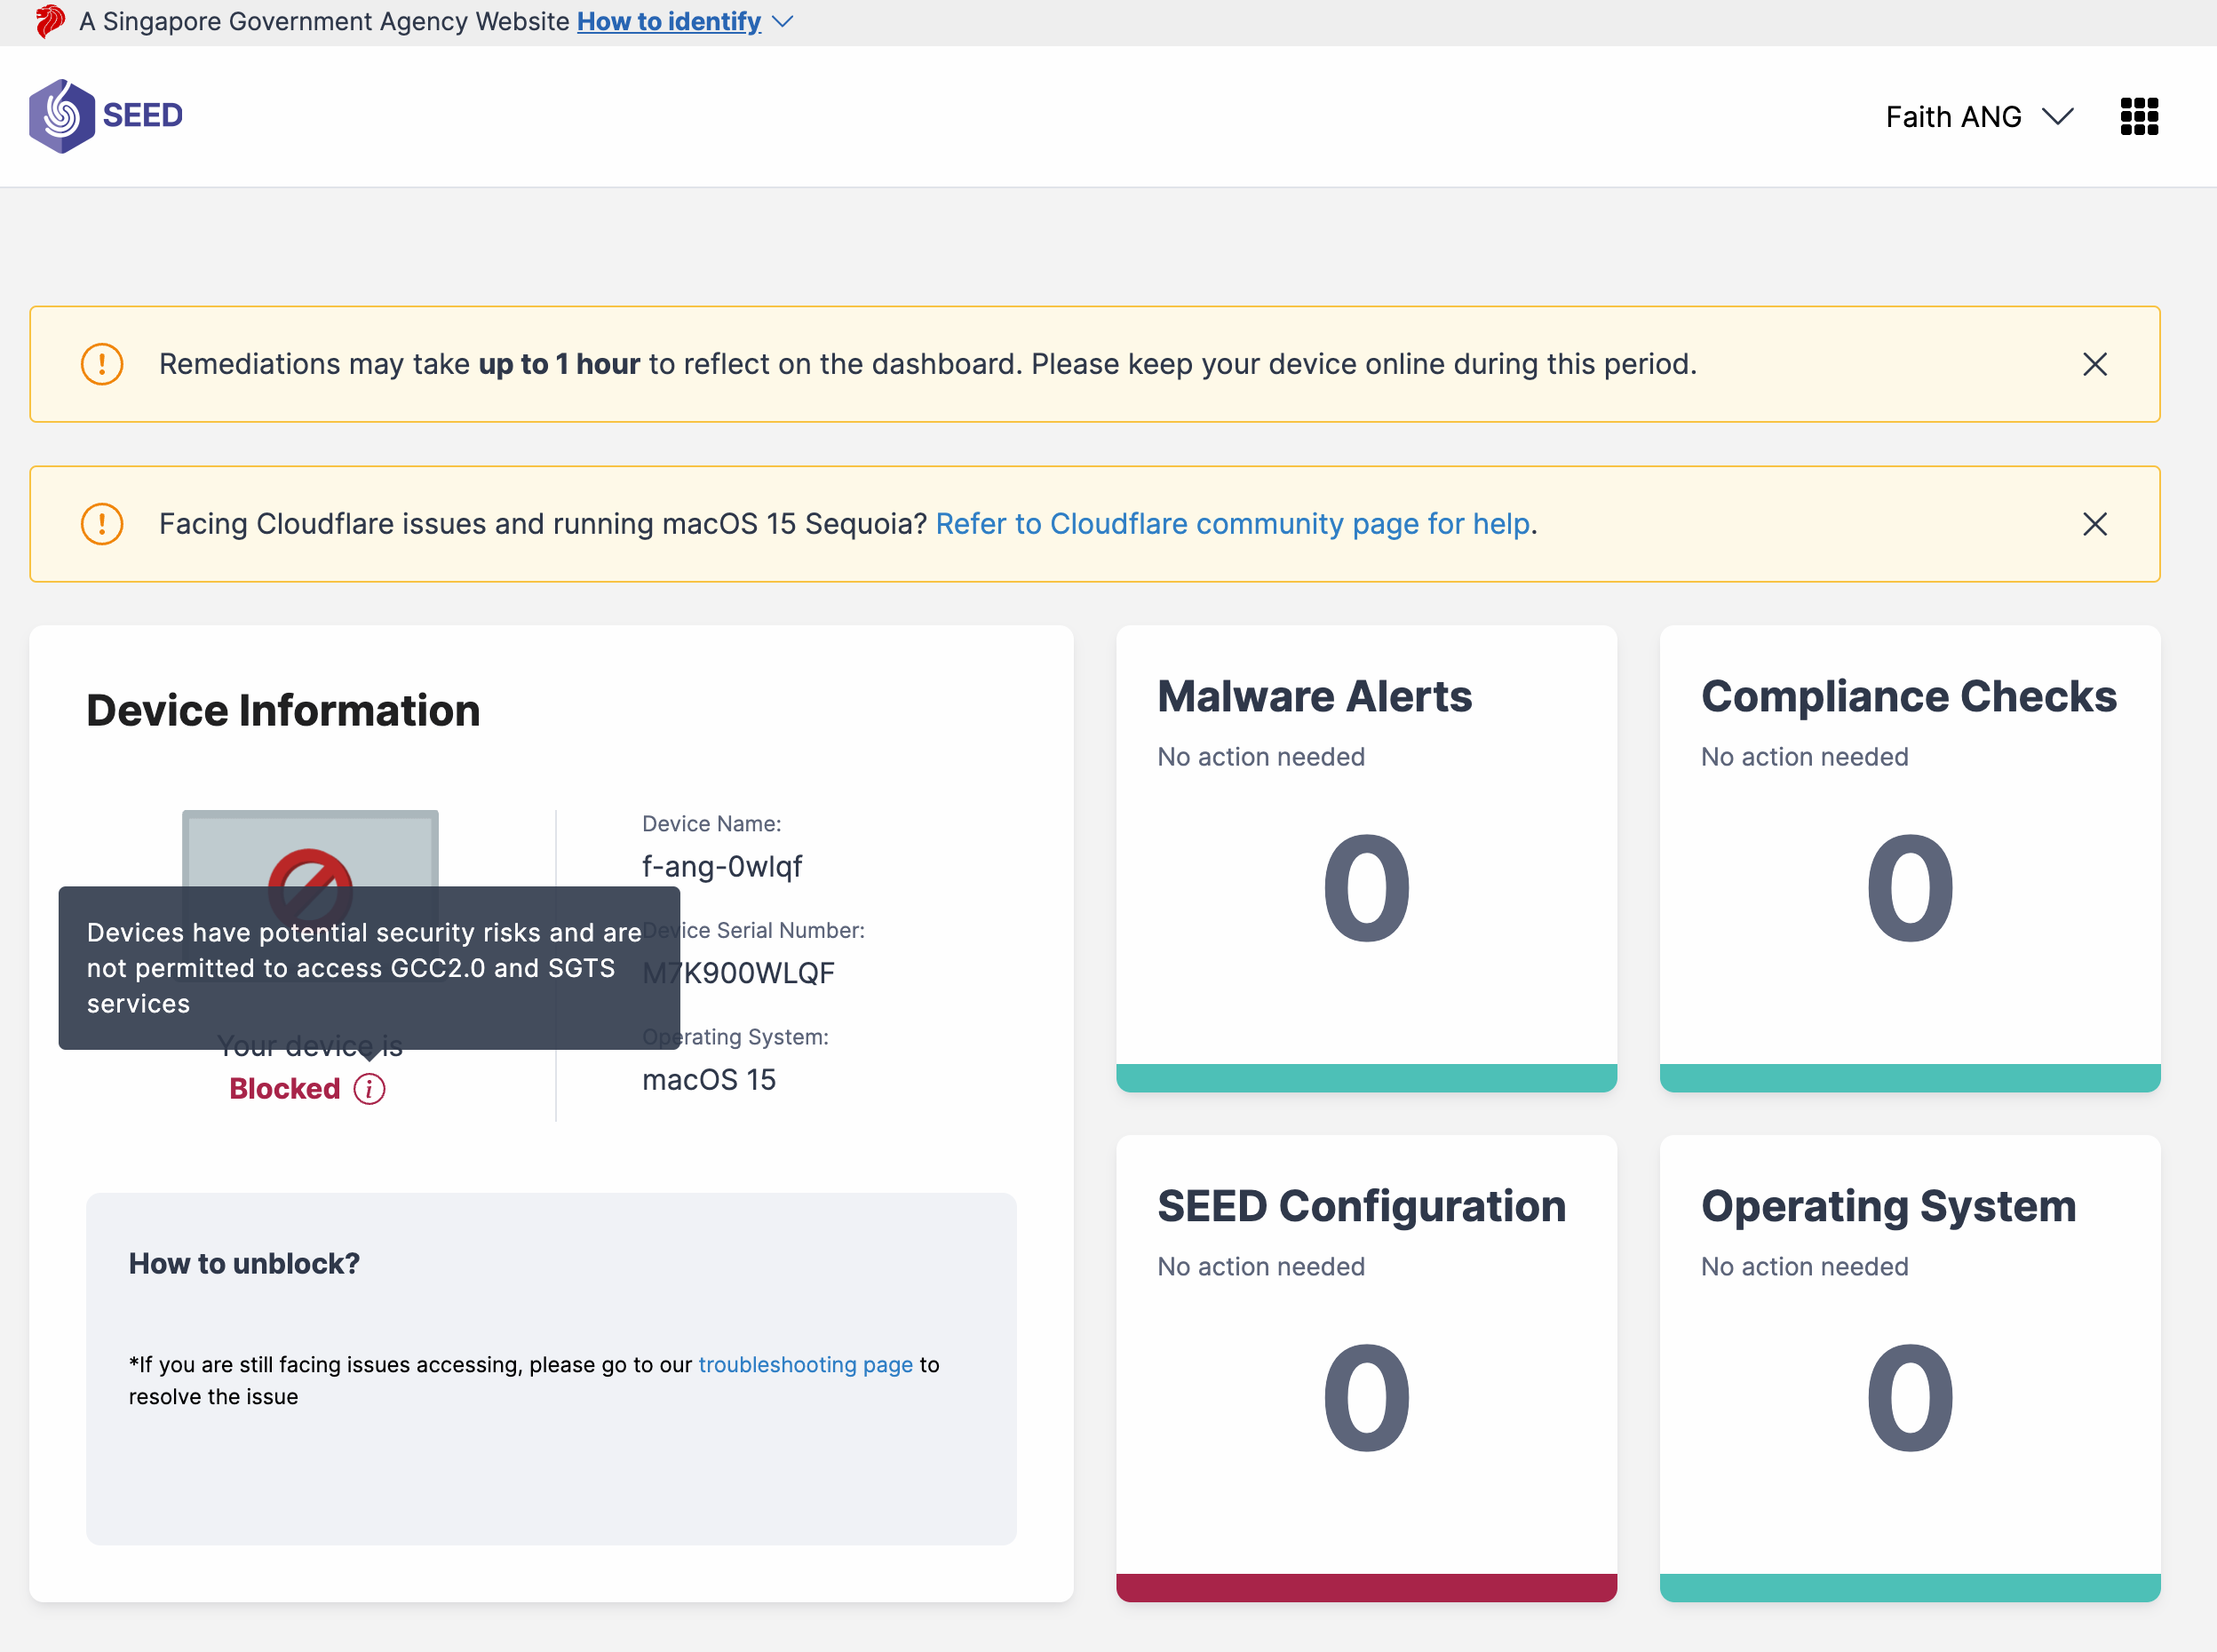 A Singapore Government Agency Website How to identify
SEED
Faith ANG
Remediations may take up to 1 hour to reflect on the dashboard. Please keep your device online during this period.
Facing Cloudflare issues and running macOS 15 Sequoia? Refer to Cloudflare community page for help.
Device Information
Devices have potential security risks and are
not permitted to access GCC2.0 and SGTS
services
Your device is
Blocked
Device Name:
f-ang-0wlqf
Device Serial Number:
M7K900WLQF
Operating System:
macOS 15
How to unblock?
*If you are still facing issues accessing, please go to our troubleshooting page to
resolve the issue
Malware Alerts
No action needed
0
Compliance Checks
No action needed
0
SEED Configuration
No action needed
0
Operating System
No action needed
0